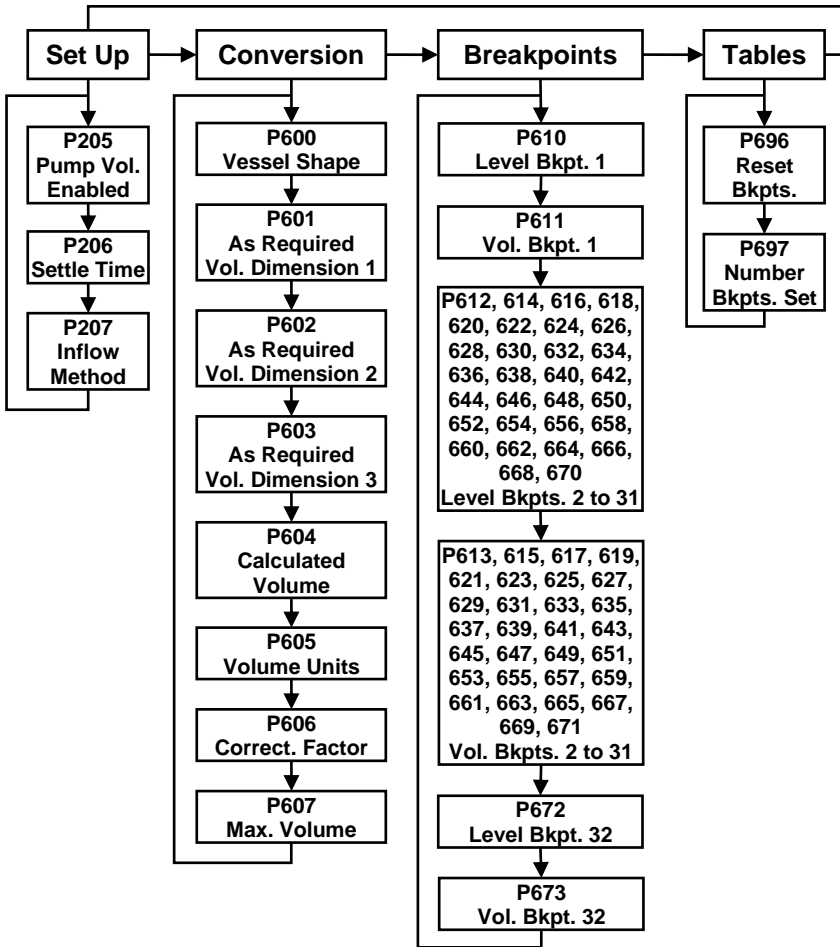 Set Up
P205
Pump Vol.
Enabled
P206
Settle Time
P207
Inflow
Method
Conversion
P600
Vessel Shape
P601
As Required
Vol. Dimension 1
P602
As Required
Vol. Dimension 2
P603
As Required
Vol. Dimension 3
P604
Calculated
Volume
P605
Volume Units
P606
Correct. Factor
P607
Max. Volume
Breakpoints
P610
Level Bkpt. 1
P611
Vol. Bkpt. 1
P612, 614, 616, 618,
620, 622, 624, 626,
628, 630, 632, 634,
636, 638, 640, 642,
644, 646, 648, 650,
652, 654, 656, 658,
660, 662, 664, 666,
668, 670
Level Bkpts. 2 to 31
P613, 615, 617, 619,
621, 623, 625, 627,
629, 631, 633, 635,
637, 639, 641, 643,
645, 647, 649, 651,
653, 655, 657, 659,
661, 663, 665, 667,
669, 671
Vol. Bkpts. 2 to 31
P672
Level Bkpt. 32
P673
Vol. Bkpt. 32
Tables
P696
Reset
Bkpts.
P697
Number
Bkpts. Set